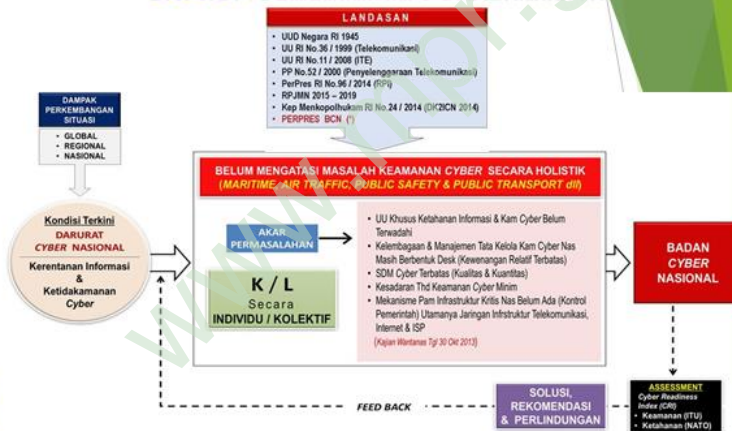 LANDASAN
• UUD Negara RI 1945
• UU RI No.36 / 1999 (Telekomunikasi)
• UU RI No.11 / 2008 (ITE)
• PP No.52 / 2000 (Penyelenggaraan Telekomunikasi)
• PerPres RI No.96 / 2014 (RPI)
• RPJMN 2015 – 2019
• Kep Menkopolhukam RI No.24 / 2014 (DK2ICN 2014)
• PERPRES BCN (*)
DAMPAK
PERKEMBANGAN
SITUASI
• GLOBAL
• REGIONAL
• NASIONAL
Kondisi Terkini
DARURAT
CYBER NASIONAL
Kerentanan Informasi
&
Ketidakamanan
Cyber
BELUM MENGATASI MASALAH KEAMANAN CYBER SECARA HOLISTIK
(MARITIME, AIR TRAFFIC, PUBLIC SAFETY & PUBLIC TRANSPORT dll)
AKAR
PERMASALAHAN
K / L
Secara
INDIVIDU / KOLEKTIF
• UU Khusus Ketahanan Informasi & Kam Cyber Belum
Terwadahi
• Kelembagaan & Manajemen Tata Kelola Kam Cyber Nas
Masih Berbentuk Desk (Kewenangan Relatif Terbatas)
• SDM Cyber Terbatas (Kualitas & Kuantitas)
• Kesadaran Thd Keamanan Cyber Minim
• Mekanisme Pam Infrastuktur Kritis Nas Belum Ada (Kontrol
Pemerintah) Utamanya Jaringan Infrstruktur Telekomunikasi,
Internet & ISP
(Kajian Wantanas Tgl 30 Okt 2013)
BADAN
CYBER
NASIONAL
FEED BACK
SOLUSI,
REKOMENDASI
& PERLINDUNGAN
ASSESSMENT
Cyber Readiness
Index (CRI)
• Keamanan (ITU)
• Ketahanan (NATO)